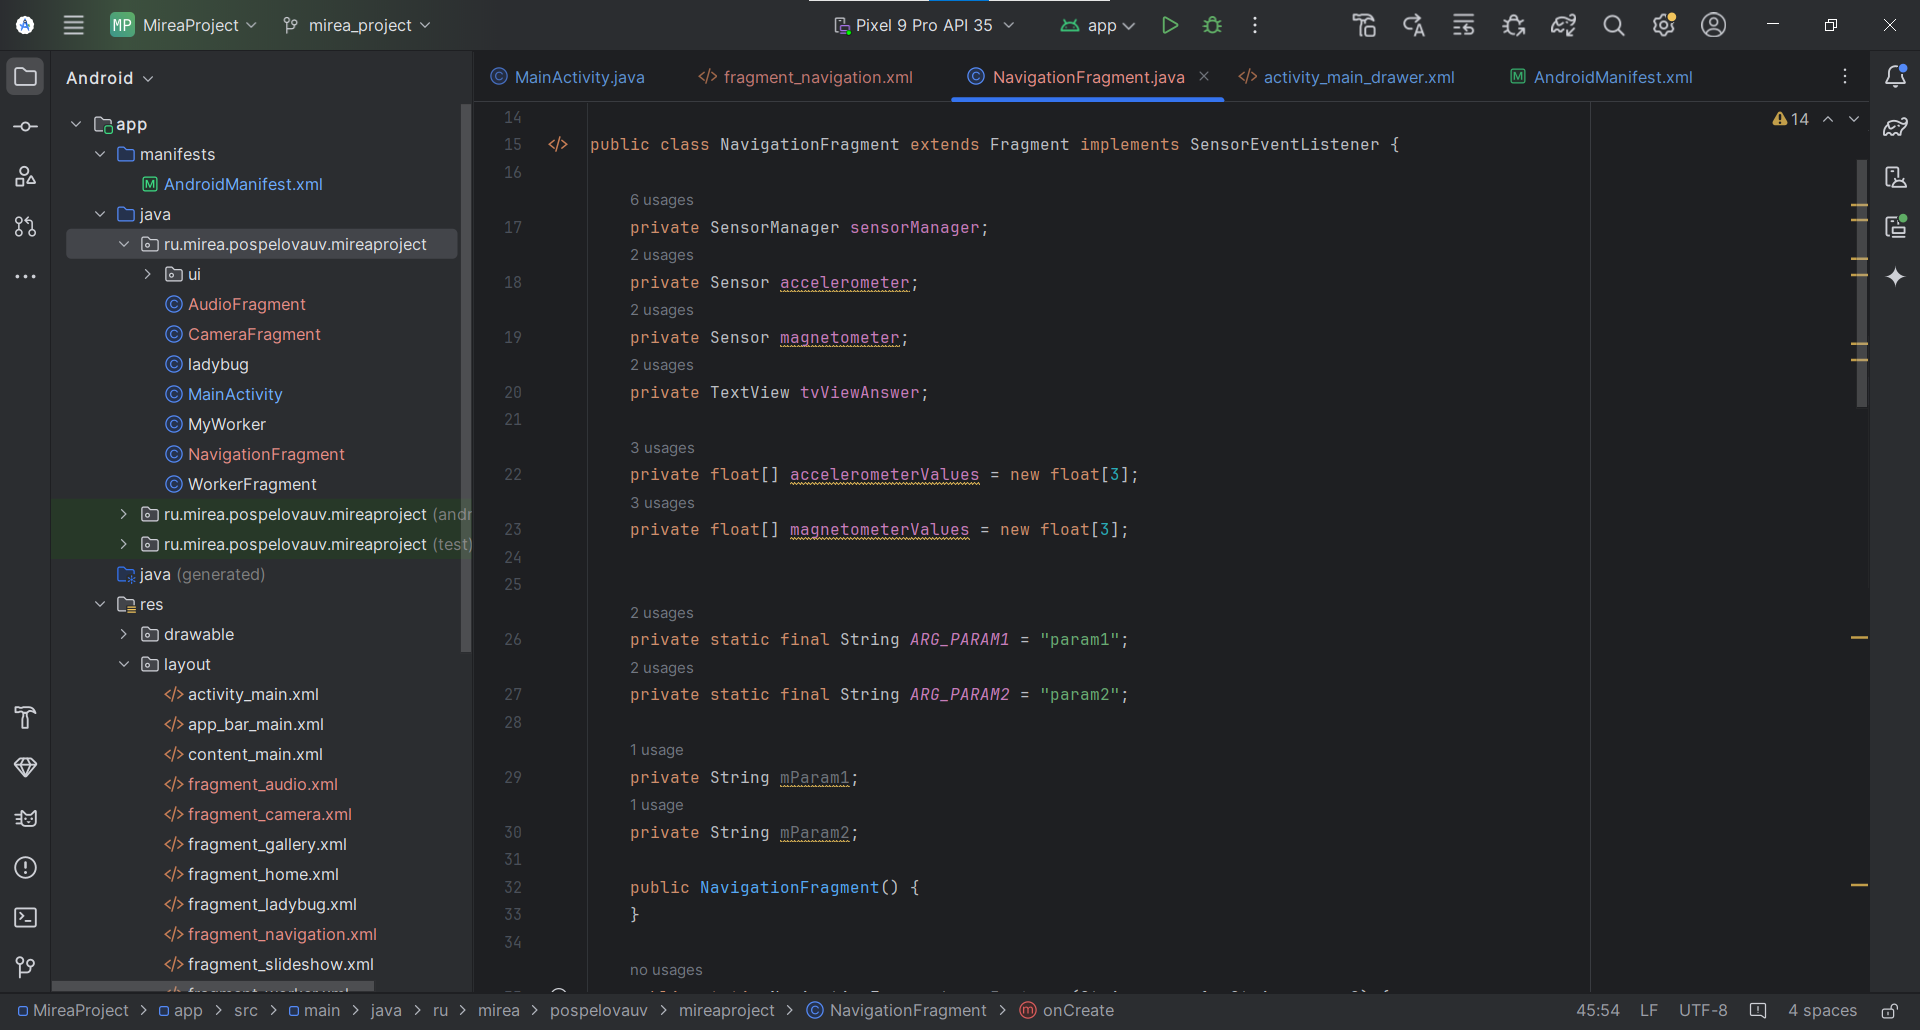 MP MireaProject mirea_project Pixel 9 Pro API 35 app
Android
app
manifests
AndroidManifest.xml
java
ru.mirea.pospelovauv.mireaproject
ui
AudioFragment
CameraFragment
ladybug
MainActivity
MyWorker
NavigationFragment
WorkerFragment
ru.mirea.pospelovauv.mireaproject (andr
ru.mirea.pospelovauv.mireaproject (test)
java (generated)
res
drawable
layout
activity_main.xml
app_bar_main.xml
content_main.xml
fragment_audio.xml
fragment_camera.xml
fragment_gallery.xml
fragment_home.xml
fragment_ladybug.xml
fragment_navigation.xml
fragment_slideshow.xml
MainActivity.java fragment_navigation.xml NavigationFragment.java activity_main_drawer.xml AndroidManifest.xml
14
14
15 public class NavigationFragment extends Fragment implements SensorEventListener {
16
6 usages
17 private SensorManager sensorManager;
2 usages
18 private Sensor accelerometer;
2 usages
19 private Sensor magnetometer;
2 usages
20 private TextView tvViewAnswer;
21
3 usages
22 private float[] accelerometerValues = new float[3];
3 usages
23 private float[] magnetometerValues = new float[3];
24
25
2 usages
26 private static final String ARG_PARAM1 = "param1";
2 usages
27 private static final String ARG_PARAM2 = "param2";
28
1 usage
29 private String mParam1;
1 usage
30 private String mParam2;
31
32 public NavigationFragment() {
33 }
34
no usages
MireaProject > app > src > main > java > ru > mirea > pospelovauv > mireaproject > NavigationFragment > onCreate 45:54 LF UTF-8 4 spaces